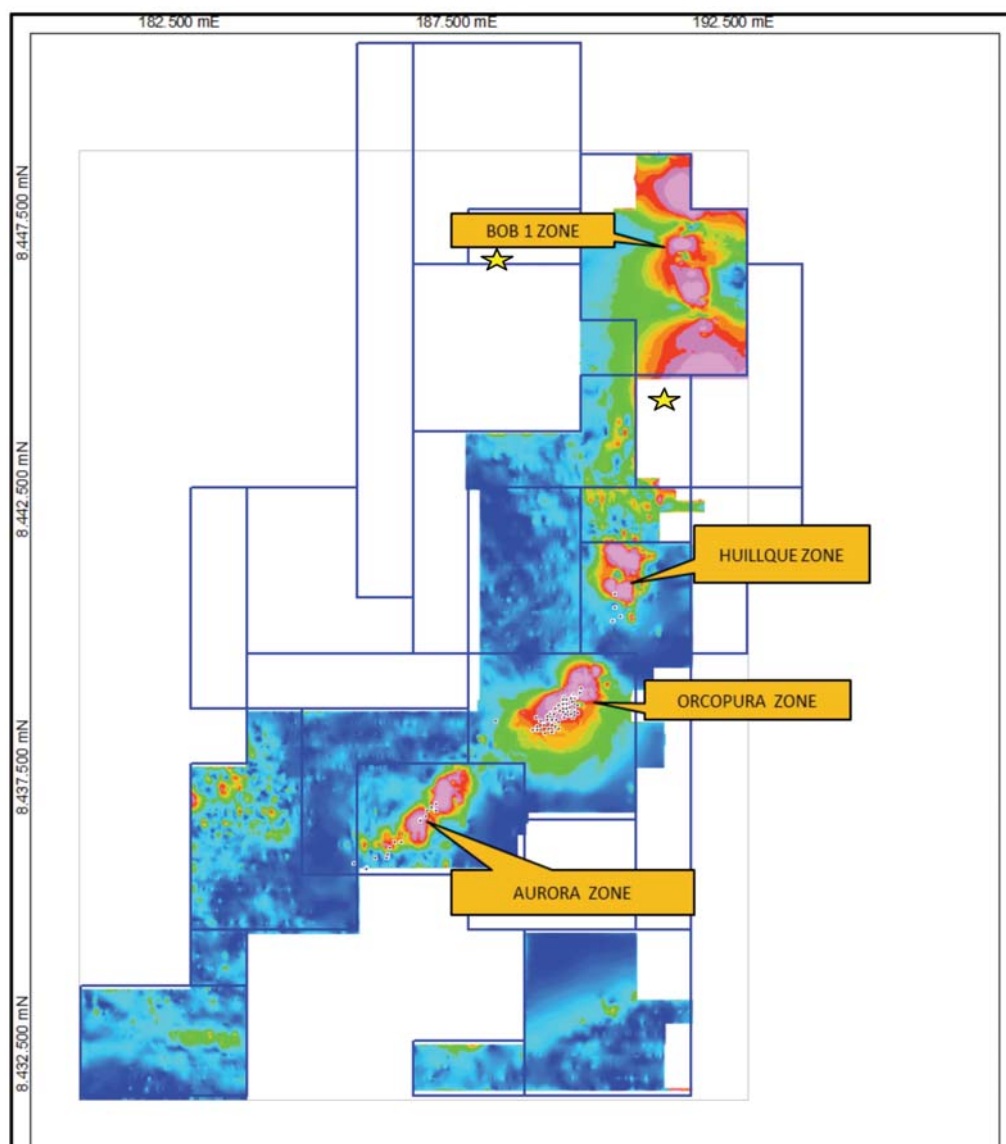 182.500 mE
187.500 mE
192.500 mE
8.447.500 mN
BOB 1 ZONE
8.442.500 mN
HUILLQUE ZONE
ORCOPURA ZONE
8.437.500 mN
AURORA ZONE
8.432.500 mN